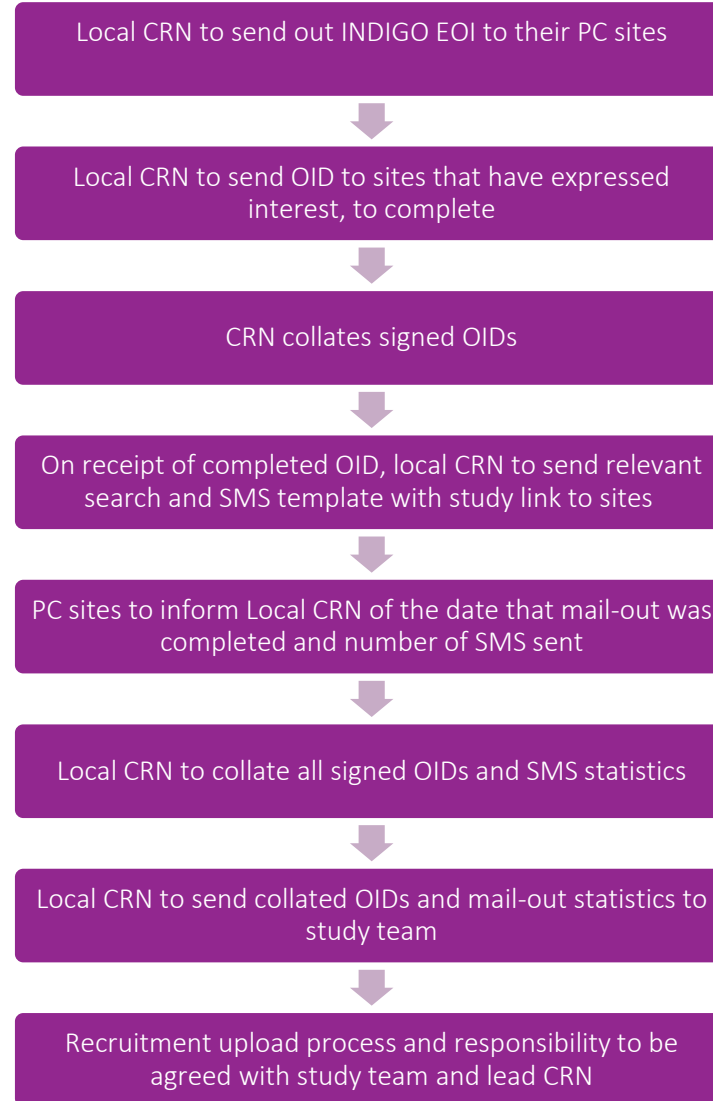 Local CRN to send out INDIGO EOI to their PC sites
Local CRN to send OID to sites that have expressed
interest, to complete
CRN collates signed OIDs
On receipt of completed OID, local CRN to send relevant
search and SMS template with study link to sites
PC sites to inform Local CRN of the date that mail-out was
completed and number of SMS sent
Local CRN to collate all signed OIDs and SMS statistics
Local CRN to send collated OIDs and mail-out statistics to
study team
Recruitment upload process and responsibility to be
agreed with study team and lead CRN